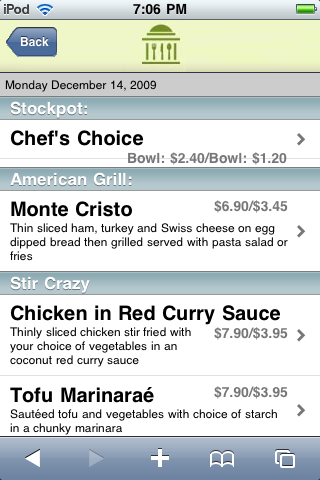 iPod 7:06 PM
Back
Monday December 14, 2009
Stockpot:
Chef's Choice
Bowl: $2.40/Bowl: $1.20
American Grill:
Monte Cristo $6.90/$3.45
Thin sliced ham, turkey and Swiss cheese on egg
dipped bread then grilled served with pasta salad or
fries
Stir Crazy
Chicken in Red Curry Sauce
Thinly sliced chicken stir fried with $7.90/$3.95
your choice of vegetables in an
coconut red curry sauce
Tofu Marinaraé $7.90/$3.95
Sautéed tofu and vegetables with choice of starch
in a chunky marinara